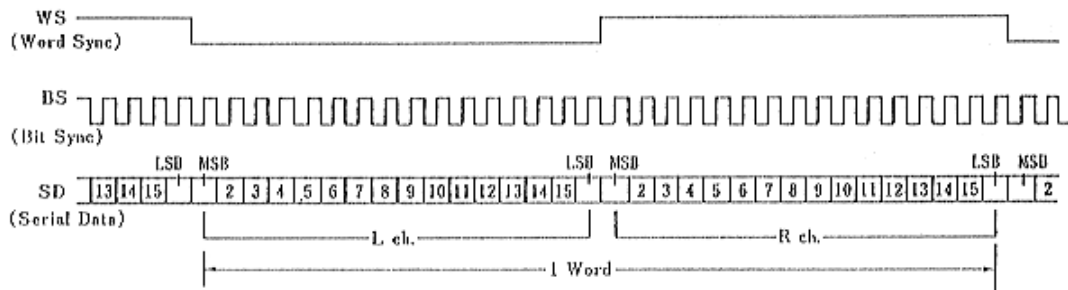 WS
(Word Sync)
BS
(Bit Sync)
LSB MSB LSB MSB LSB MSB
SD 13 14 15 2 3 4 5 6 7 8 9 10 11 12 13 14 15 2 3 4 5 6 7 8 9 10 11 12 13 14 15 2
(Serial Data)
L ch. R ch.
1 Word